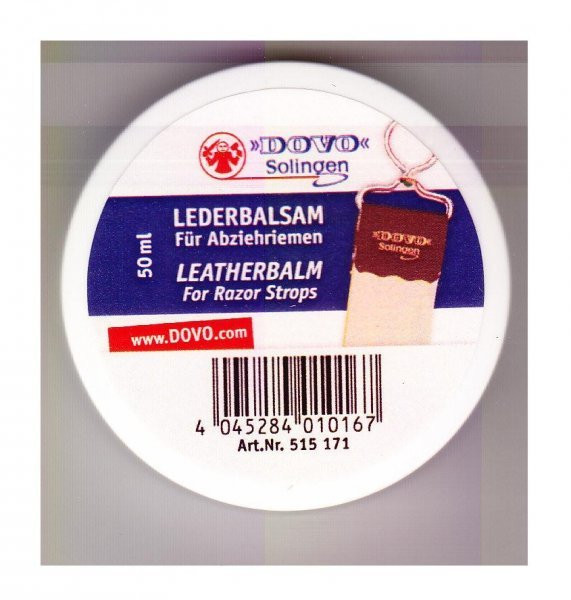 »DOVO«
Solingen
LEDERBALSAM
Für Abziehriemen
50 ml
LEATHERBALM
For Razor Strops
»DOVO«
Solingen
www.DOVO.com
4 045284 010167
Art.Nr. 515 171